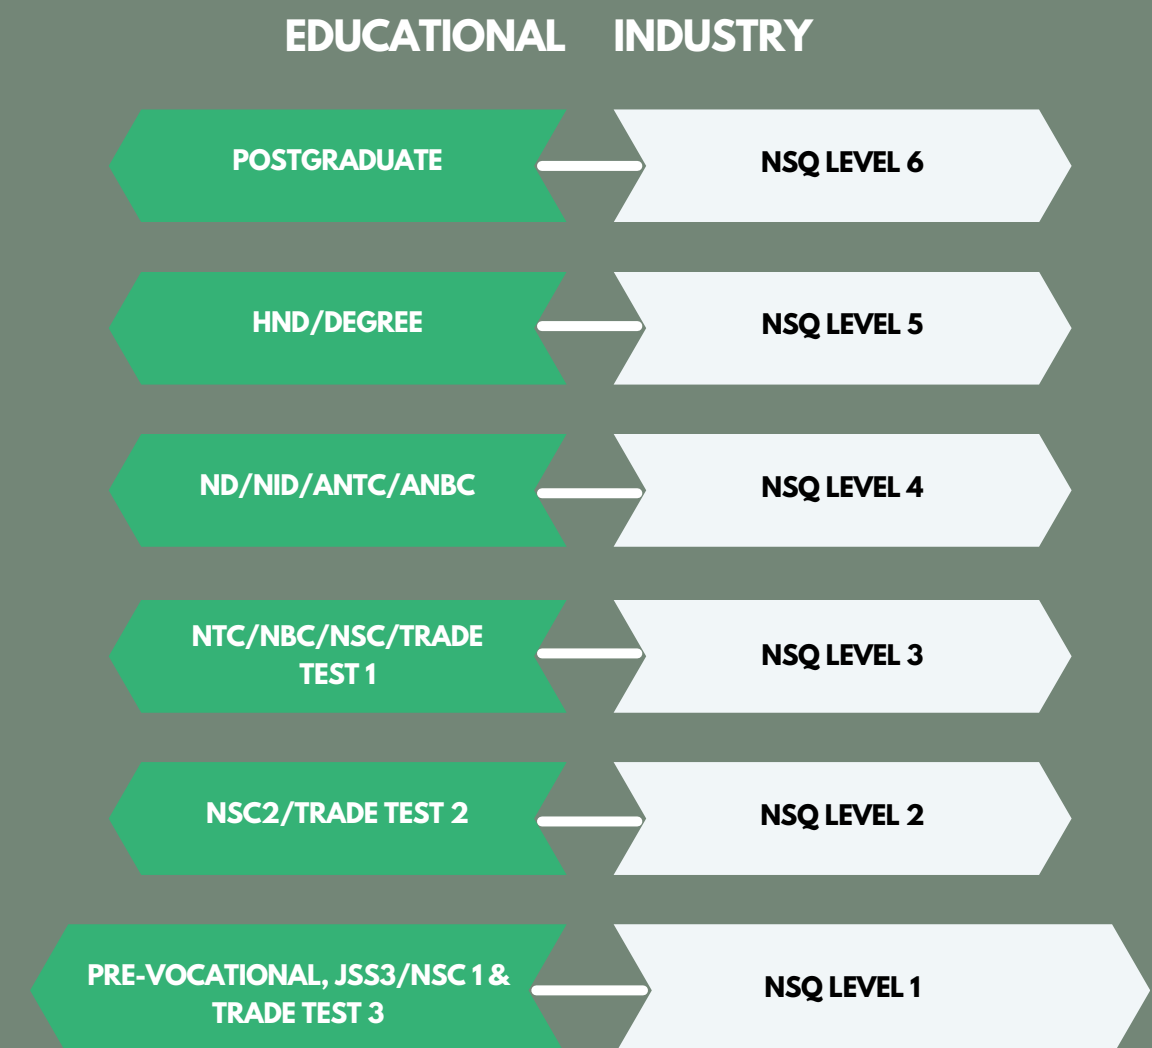 EDUCATIONAL INDUSTRY
POSTGRADUATE
NSQ LEVEL 6
HND/DEGREE
NSQ LEVEL 5
ND/NID/ANTC/ANBC
NSQ LEVEL 4
NTC/NBC/NSC/TRADE
TEST 1
NSQ LEVEL 3
NSC2/TRADE TEST 2
NSQ LEVEL 2
PRE-VOCATIONAL, JSS3/NSC 1 &
TRADE TEST 3
NSQ LEVEL 1